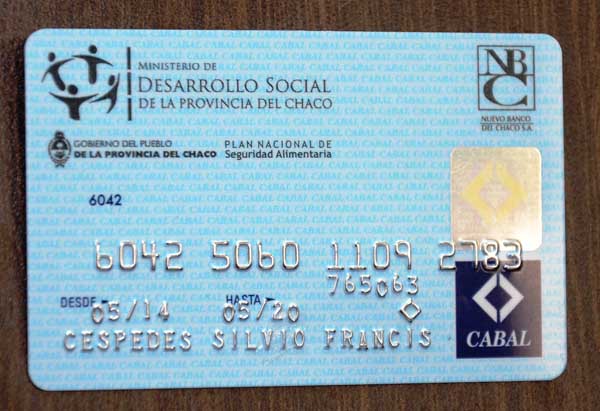 MINISTERIO DE
DESARROLLO SOCIAL
DE LA PROVINCIA DEL CHACO
NBC
NUEVO BANCO
DEL CHACO S.A.
GOBIERNO DEL PUEBLO
DE LA PROVINCIA DEL CHACO
PLAN NACIONAL DE
Seguridad Alimentaria
6042
6042 5060 1109 2783
765063
DESDE HASTA
05/14 05/20
CESPEDES SILVIO FRANCIS
CABAL